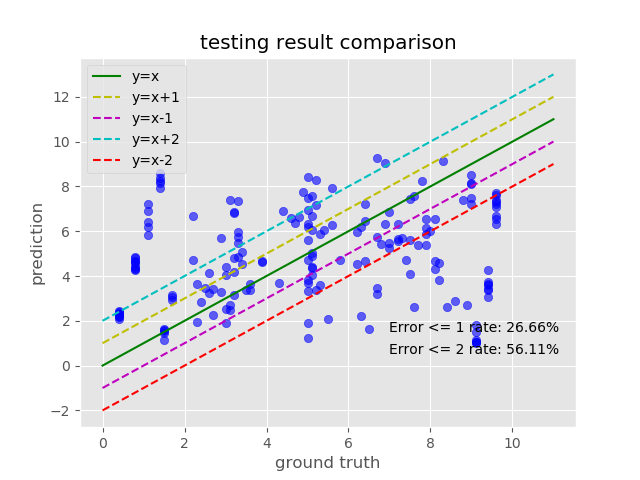 testing result comparison
y=x
y=x+1
y=x-1
y=x+2
y=x-2
12
10
8
6
4
2
0
−2
prediction
Error <= 1 rate: 26.66%
Error <= 2 rate: 56.11%
0
2
4
6
8
10
ground truth